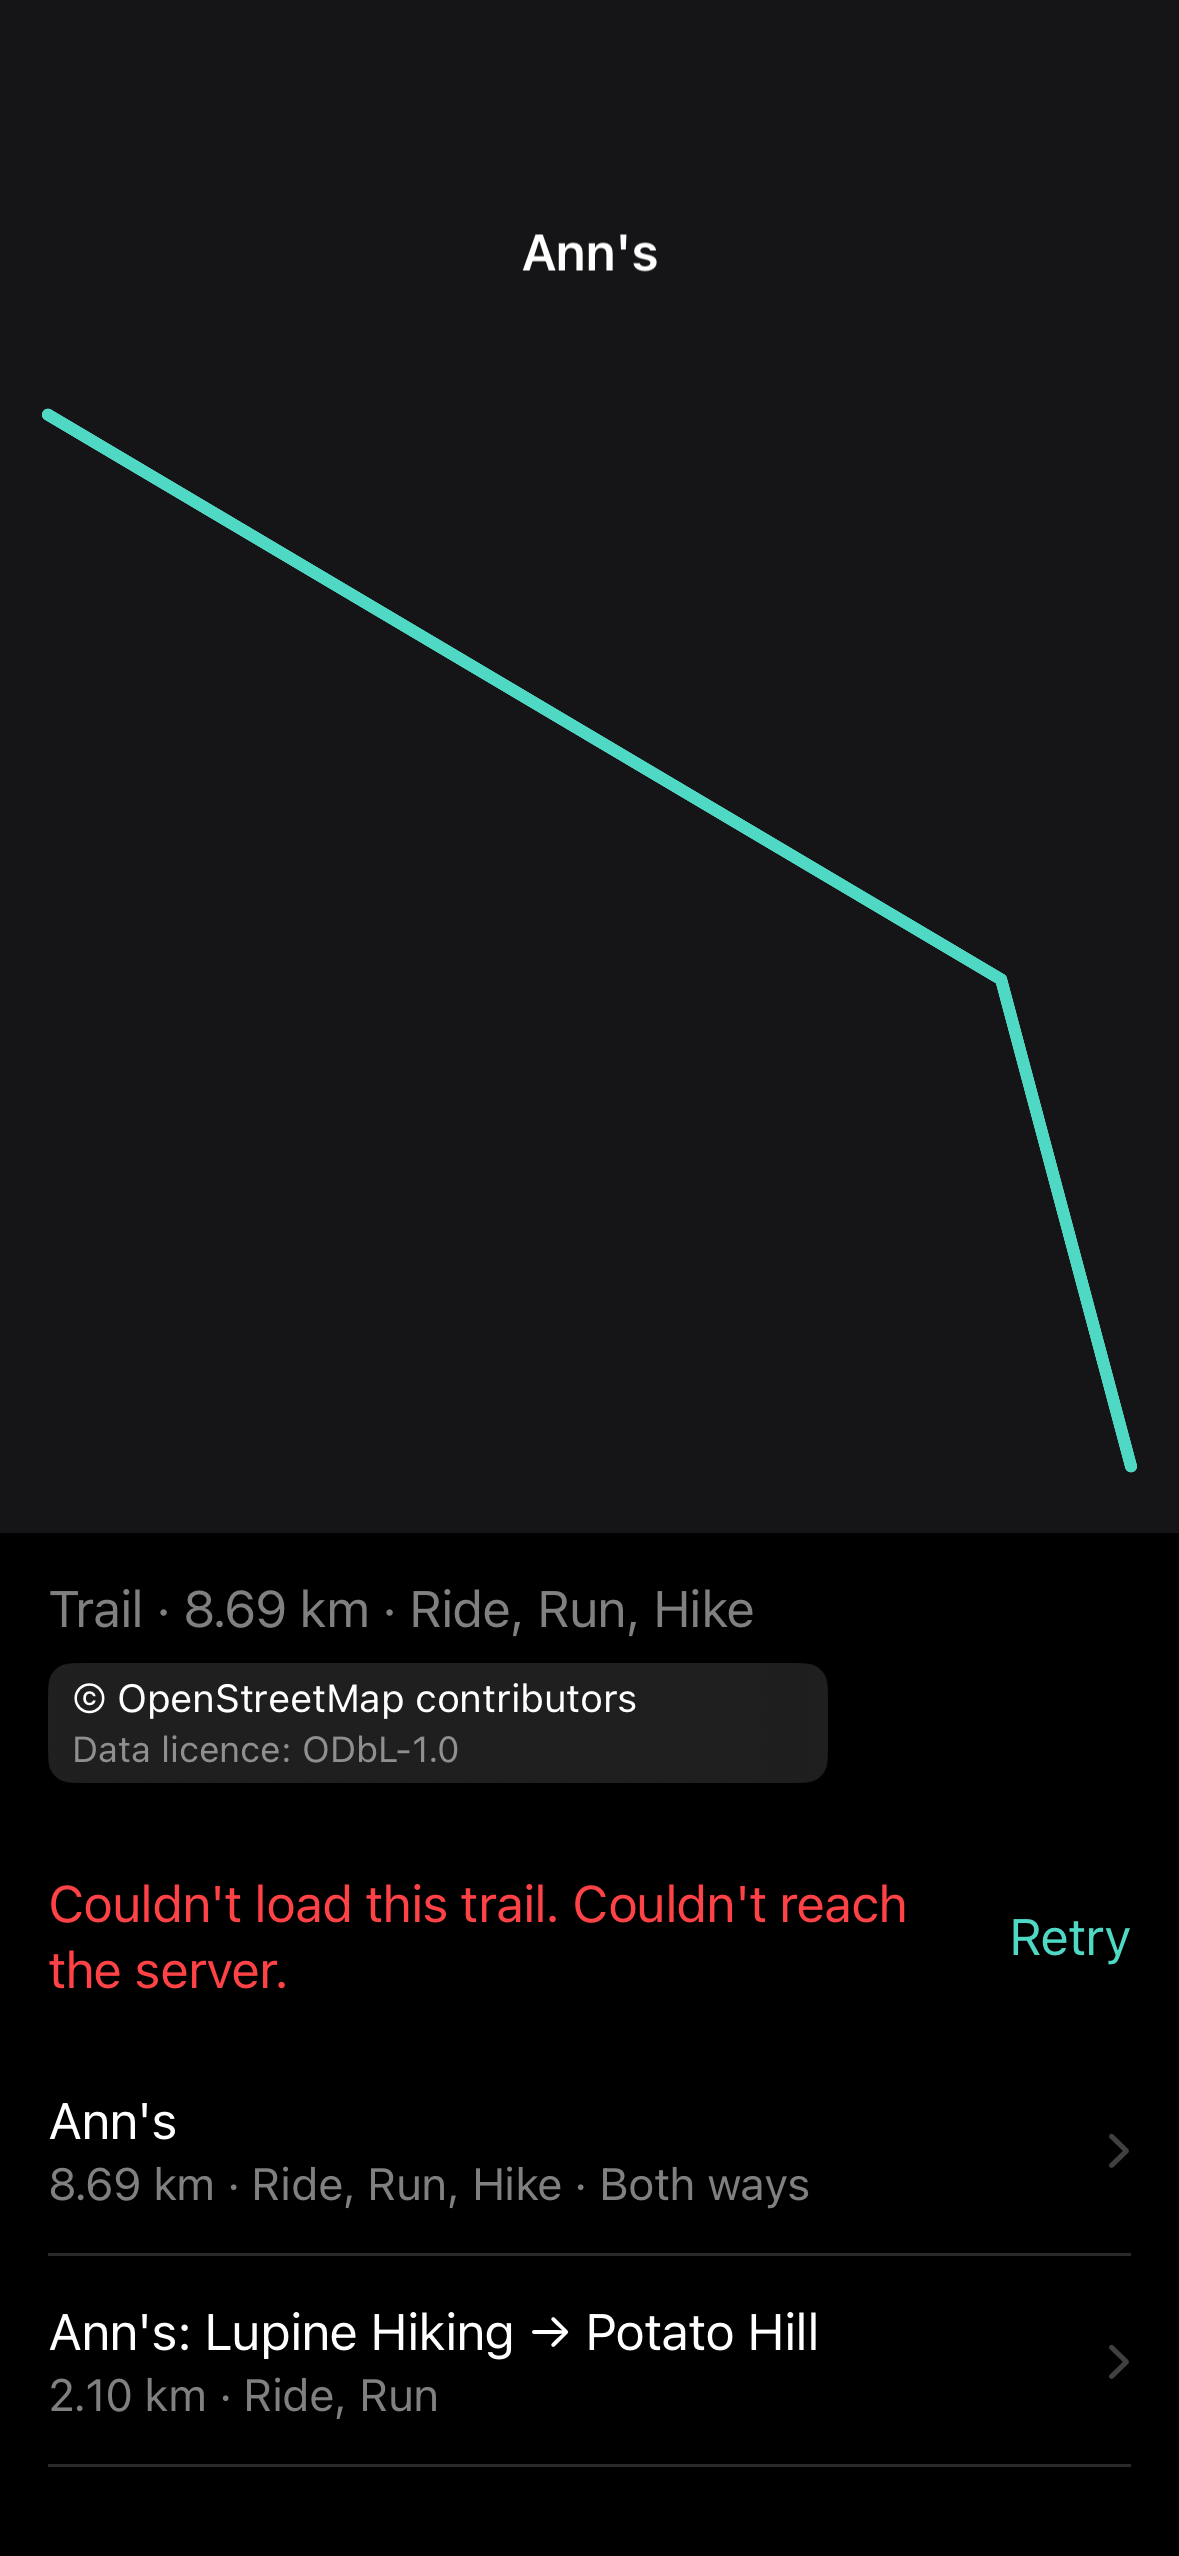 Ann's
Trail · 8.69 km · Ride, Run, Hike
© OpenStreetMap contributors
Data licence: ODbL-1.0
Couldn't load this trail. Couldn't reach
the server.
Retry
Ann's
8.69 km · Ride, Run, Hike · Both ways
Ann's: Lupine Hiking → Potato Hill
2.10 km · Ride, Run